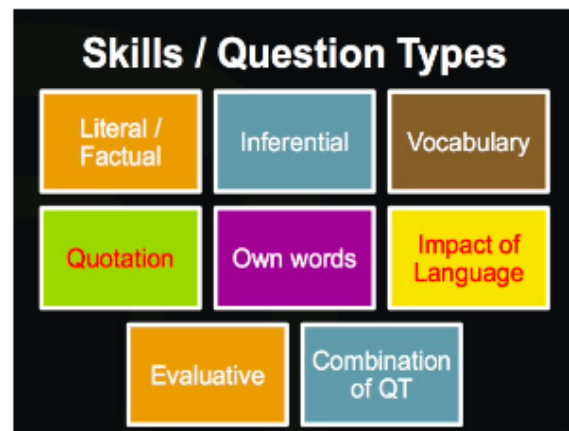 Skills / Question Types
Literal /
Factual
Inferential
Vocabulary
Quotation
Own words
Impact of
Language
Evaluative
Combination
of QT